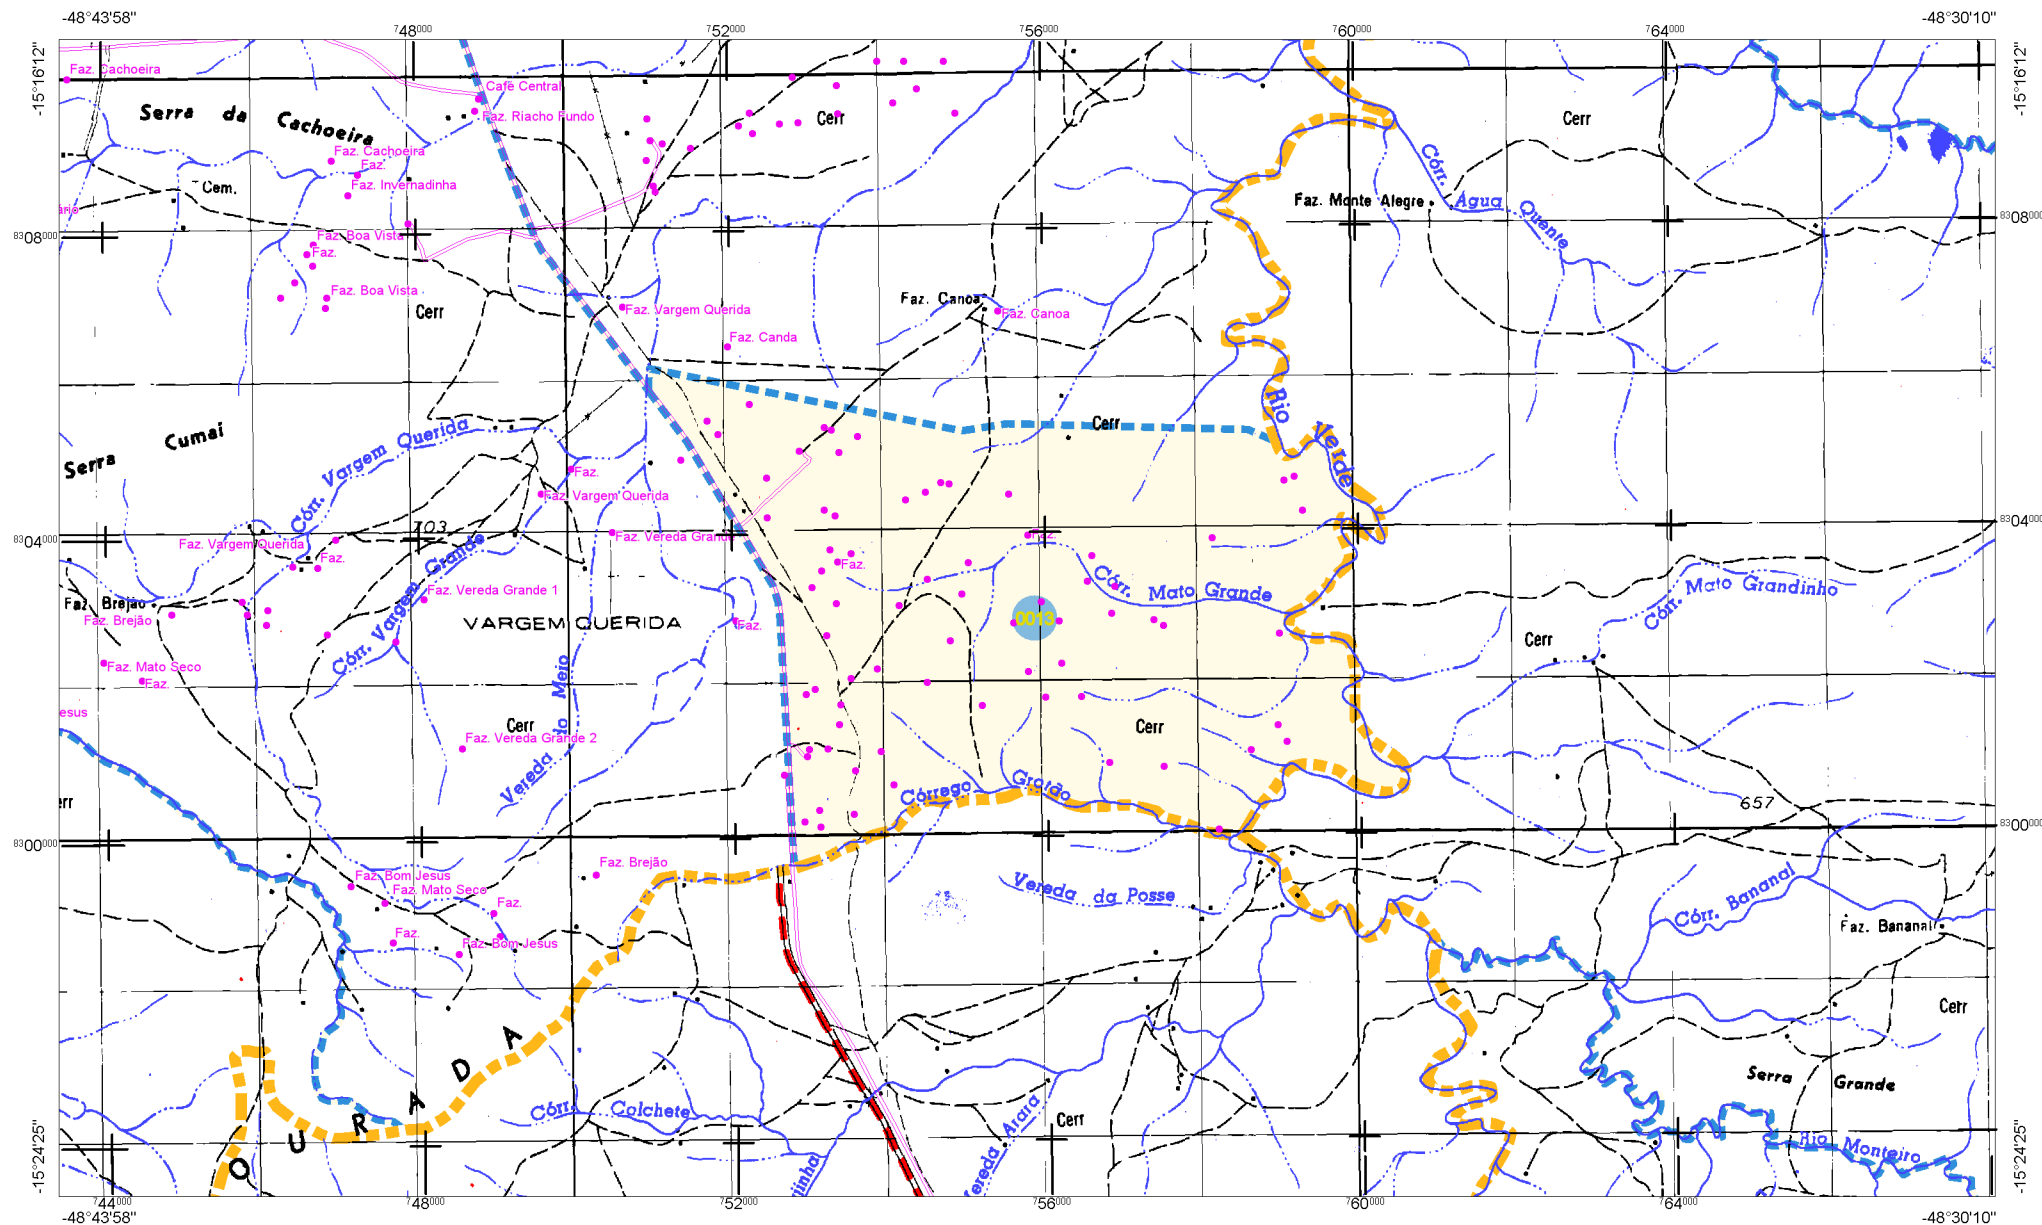 -48°43'58"
-48°30'10"
748000
752000
756000
760000
764000
-15°16'12"
-15°16'12"
Faz. Cachoeira
Café Central
Serra da Cachoeira
Faz. Riacho Fundo
Cerr
Cerr
Faz. Cachoeira
Faz.
Córr. Água Quente
Cem.
Faz. Invernadinha
Faz. Monte Alegre
ário
8308000
8308000
Faz. Boa Vista
Faz.
Faz. Boa Vista
Cerr
Faz. Vargem Querida
Faz. Canoa
Faz. Canoa
Faz. Canda
Rio Verde
Cerr
Serra Cumaí
Córr. Vargem Querida
Faz.
Faz. Vargem Querida
703
8304000
8304000
Faz. Vargem Querida
Faz.
Faz. Vereda Grande
Faz.
Faz.
Córr. Vargem Grande
Faz. Vereda Grande 1
Córr. Mato Grande
Córr. Mato Grandinho
Faz. Brejão
Faz. Brejão
VARGEM QUERIDA
Faz.
0013
Cerr
Faz. Mato Seco
Faz.
esus
Cerr
Cerr
Faz. Vereda Grande 2
Vereda do Meio
Córrego Grotão
err
657
8300000
8300000
Faz. Brejão
Faz. Bom Jesus
Faz. Mato Seco
Vereda da Posse
Córr. Bananal
Faz.
Faz. Bananal
Faz.
Faz. Bom Jesus
Cerr
Serra Grande
O U R A D A
Córr. Colchete
Cerr
Vereda Arara
Rio Monteiro
ginha
-15°24'25"
-15°24'25"
744000
748000
752000
756000
760000
764000
-48°43'58"
-48°30'10"